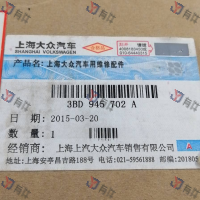 上海大众汽车
SHANGHAI VOLKSWAGEN
产品名称：上海大众汽车用维修配件
3BD 945 702 A
日期：2015-03-20
数量：1
经销商：上海上汽大众汽车销售有限公司
上海安亭昌吉路188号 电话:021-59561888 邮编:201805